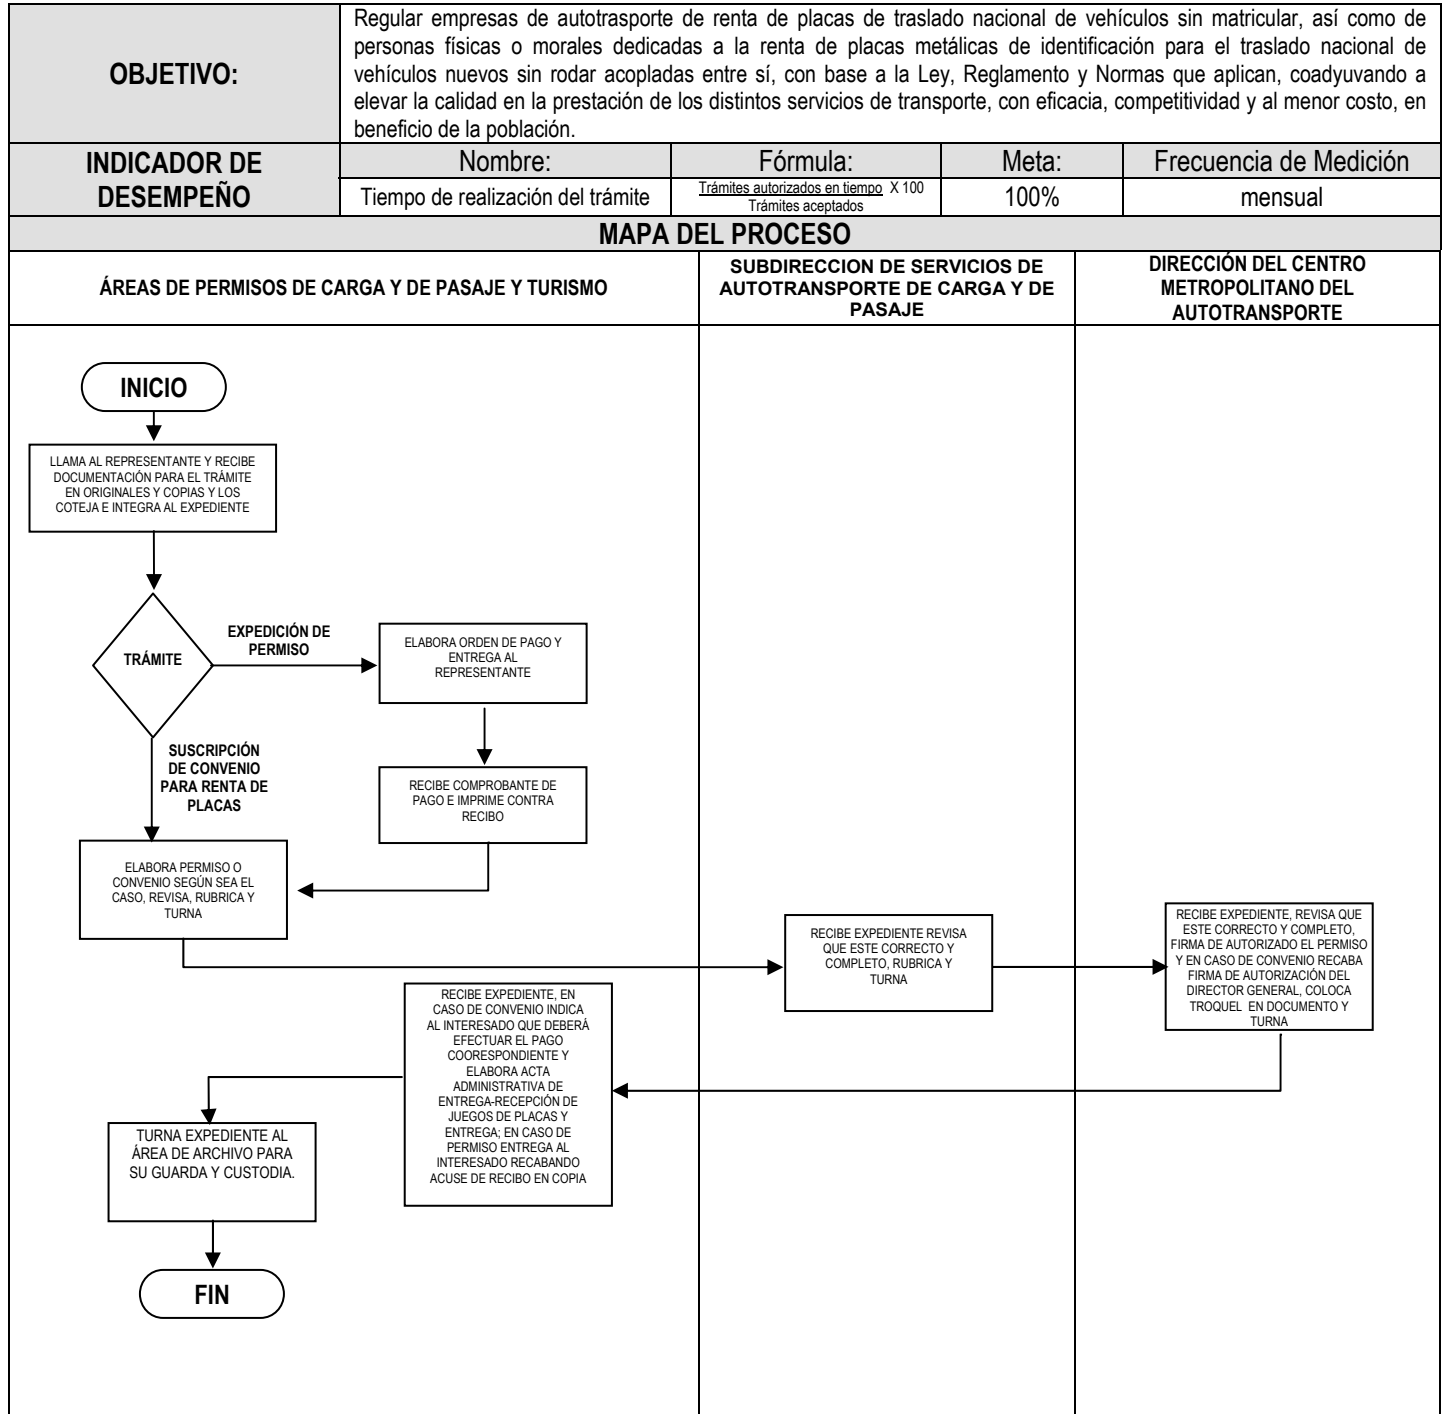 OBJETIVO:
Regular empresas de autotrasporte de renta de placas de traslado nacional de vehículos sin matricular, así como de
personas físicas o morales dedicadas a la renta de placas metálicas de identificación para el traslado nacional de
vehículos nuevos sin rodar acopladas entre sí, con base a la Ley, Reglamento y Normas que aplican, coadyuvando a
elevar la calidad en la prestación de los distintos servicios de transporte, con eficacia, competitividad y al menor costo, en
beneficio de la población.
INDICADOR DE
DESEMPEÑO
Nombre:
Fórmula:
Meta:
Frecuencia de Medición
Tiempo de realización del trámite
Trámites autorizados en tiempo X 100
Trámites aceptados
100%
mensual
MAPA DEL PROCESO
ÁREAS DE PERMISOS DE CARGA Y DE PASAJE Y TURISMO
SUBDIRECCION DE SERVICIOS DE
AUTOTRANSPORTE DE CARGA Y DE
PASAJE
DIRECCIÓN DEL CENTRO
METROPOLITANO DEL
AUTOTRANSPORTE
INICIO
LLAMA AL REPRESENTANTE Y RECIBE
DOCUMENTACIÓN PARA EL TRÁMITE
EN ORIGINALES Y COPIAS Y LOS
COTEJA E INTEGRA AL EXPEDIENTE
TRÁMITE
EXPEDICIÓN DE
PERMISO
ELABORA ORDEN DE PAGO Y
ENTREGA AL
REPRESENTANTE
SUSCRIPCIÓN
DE CONVENIO
PARA RENTA DE
PLACAS
RECIBE COMPROBANTE DE
PAGO E IMPRIME CONTRA
RECIBO
ELABORA PERMISO O
CONVENIO SEGÚN SEA EL
CASO, REVISA, RUBRICA Y
TURNA
RECIBE EXPEDIENTE REVISA
QUE ESTE CORRECTO Y
COMPLETO, RUBRICA Y
TURNA
RECIBE EXPEDIENTE, REVISA QUE
ESTE CORRECTO Y COMPLETO,
FIRMA DE AUTORIZADO EL PERMISO
Y EN CASO DE CONVENIO RECABA
FIRMA DE AUTORIZACIÓN DEL
DIRECTOR GENERAL, COLOCA
TROQUEL EN DOCUMENTO Y
TURNA
RECIBE EXPEDIENTE, EN
CASO DE CONVENIO INDICA
AL INTERESADO QUE DEBERÁ
EFECTUAR EL PAGO
COORESPONDIENTE Y
ELABORA ACTA
ADMINISTRATIVA DE
ENTREGA-RECEPCIÓN DE
JUEGOS DE PLACAS Y
ENTREGA; EN CASO DE
PERMISO ENTREGA AL
INTERESADO RECABANDO
ACUSE DE RECIBO EN COPIA
TURNA EXPEDIENTE AL
ÁREA DE ARCHIVO PARA
SU GUARDA Y CUSTODIA.
FIN